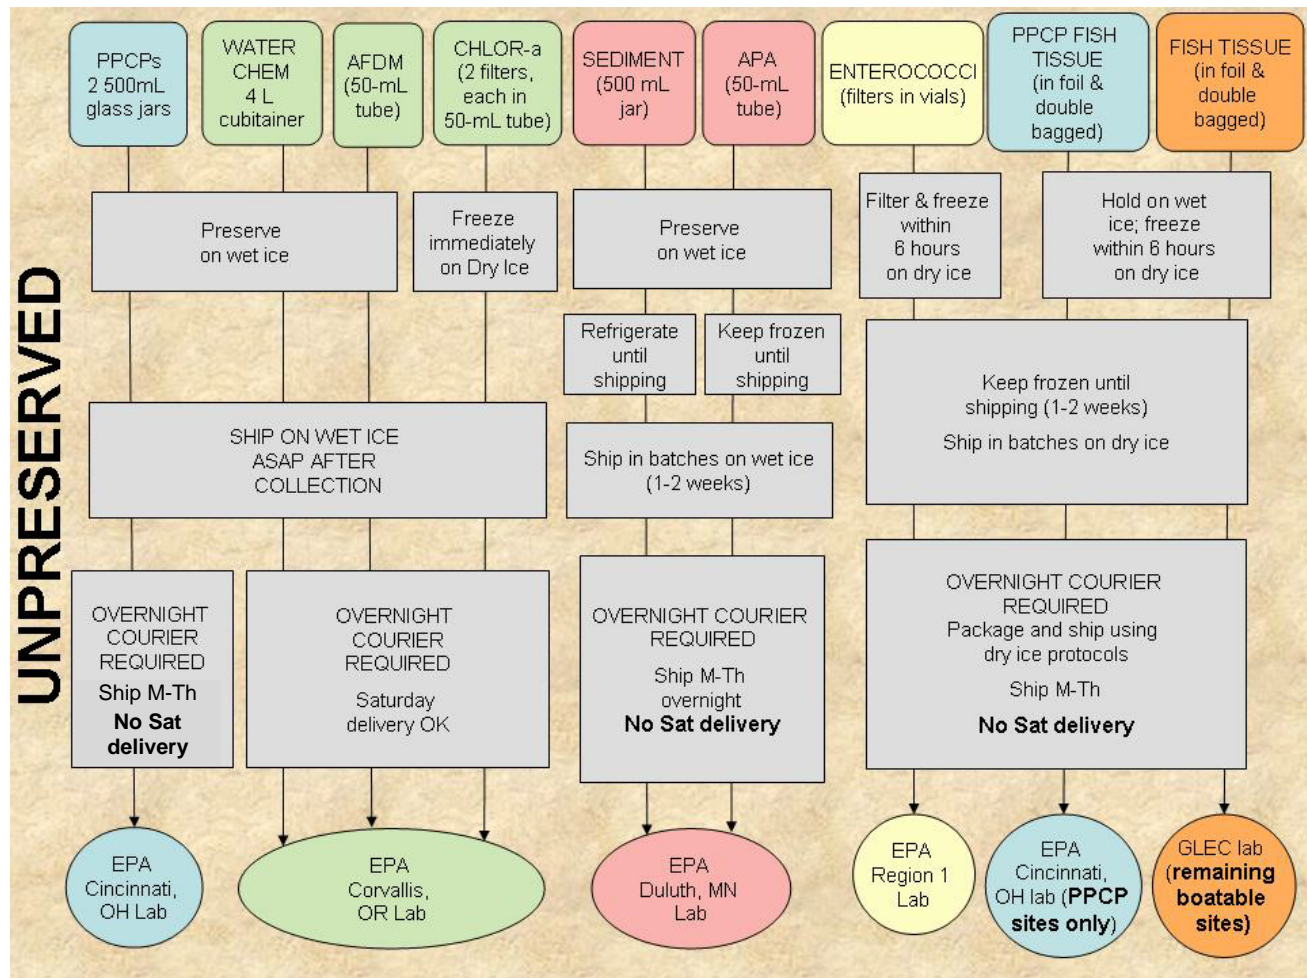 UNPRESERVED
PPCPs
2 500mL
glass jars
WATER
CHEM
4 L
cubitainer
AFDM
(50-mL
tube)
CHLOR-a
(2 filters,
each in
50-mL tube)
SEDIMENT
(500 mL
jar)
APA
(50-mL
tube)
ENTEROCOCCI
(filters in vials)
PPCP FISH
TISSUE
(in foil &
double
bagged)
FISH TISSUE
(in foil &
double
bagged)
Preserve
on wet ice
Freeze
immediately
on Dry Ice
Preserve
on wet ice
Filter & freeze
within
6 hours
on dry ice
Hold on wet
ice; freeze
within 6 hours
on dry ice
Refrigerate
until
shipping
Keep frozen
until
shipping
Keep frozen until
shipping (1-2 weeks)
Ship in batches on dry ice
SHIP ON WET ICE
ASAP AFTER
COLLECTION
Ship in batches on wet ice
(1-2 weeks)
OVERNIGHT
COURIER
REQUIRED
Ship M-Th
No Sat
delivery
OVERNIGHT
COURIER
REQUIRED
Saturday
delivery OK
OVERNIGHT COURIER
REQUIRED
Ship M-Th
overnight
No Sat delivery
OVERNIGHT COURIER
REQUIRED
Package and ship using
dry ice protocols
Ship M-Th
No Sat delivery
EPA
Cincinnati,
OH Lab
EPA
Corvallis,
OR Lab
EPA
Duluth, MN
Lab
EPA
Region 1
Lab
EPA
Cincinnati,
OH lab (PPCP
sites only)
GLEC lab
(remaining
boatable
sites)